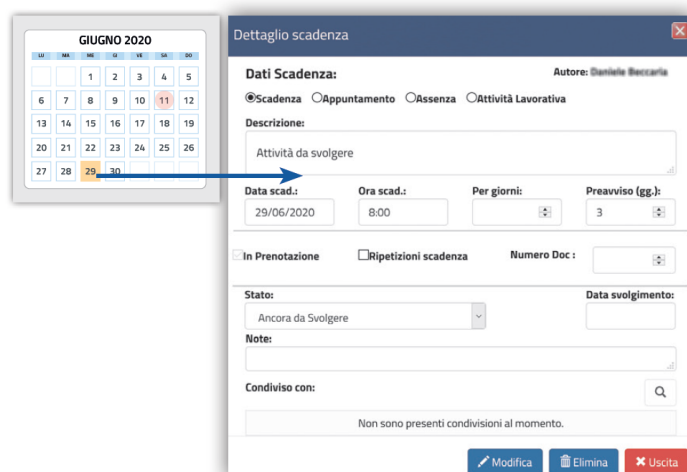 GIUGNO 2020
LU MA ME GI VE SA DO
1 2 3 4 5
6 7 8 9 10 11 12
13 14 15 16 17 18 19
20 21 22 23 24 25 26
27 28 29 30
Dettaglio scadenza
Dati Scadenza: Autore: Daniele Beccaria
Scadenza Appuntamento Assenza Attività Lavorativa
Descrizione:
Attività da svolgere
Data scad.: Ora scad.: Per giorni: Preavviso (gg.):
29/06/2020 8:00 3
In Prenotazione Ripetizioni scadenza Numero Doc :
Stato: Data svolgimento:
Ancora da Svolgere
Note:
Condiviso con:
Non sono presenti condivisioni al momento.
Modifica Elimina Uscita